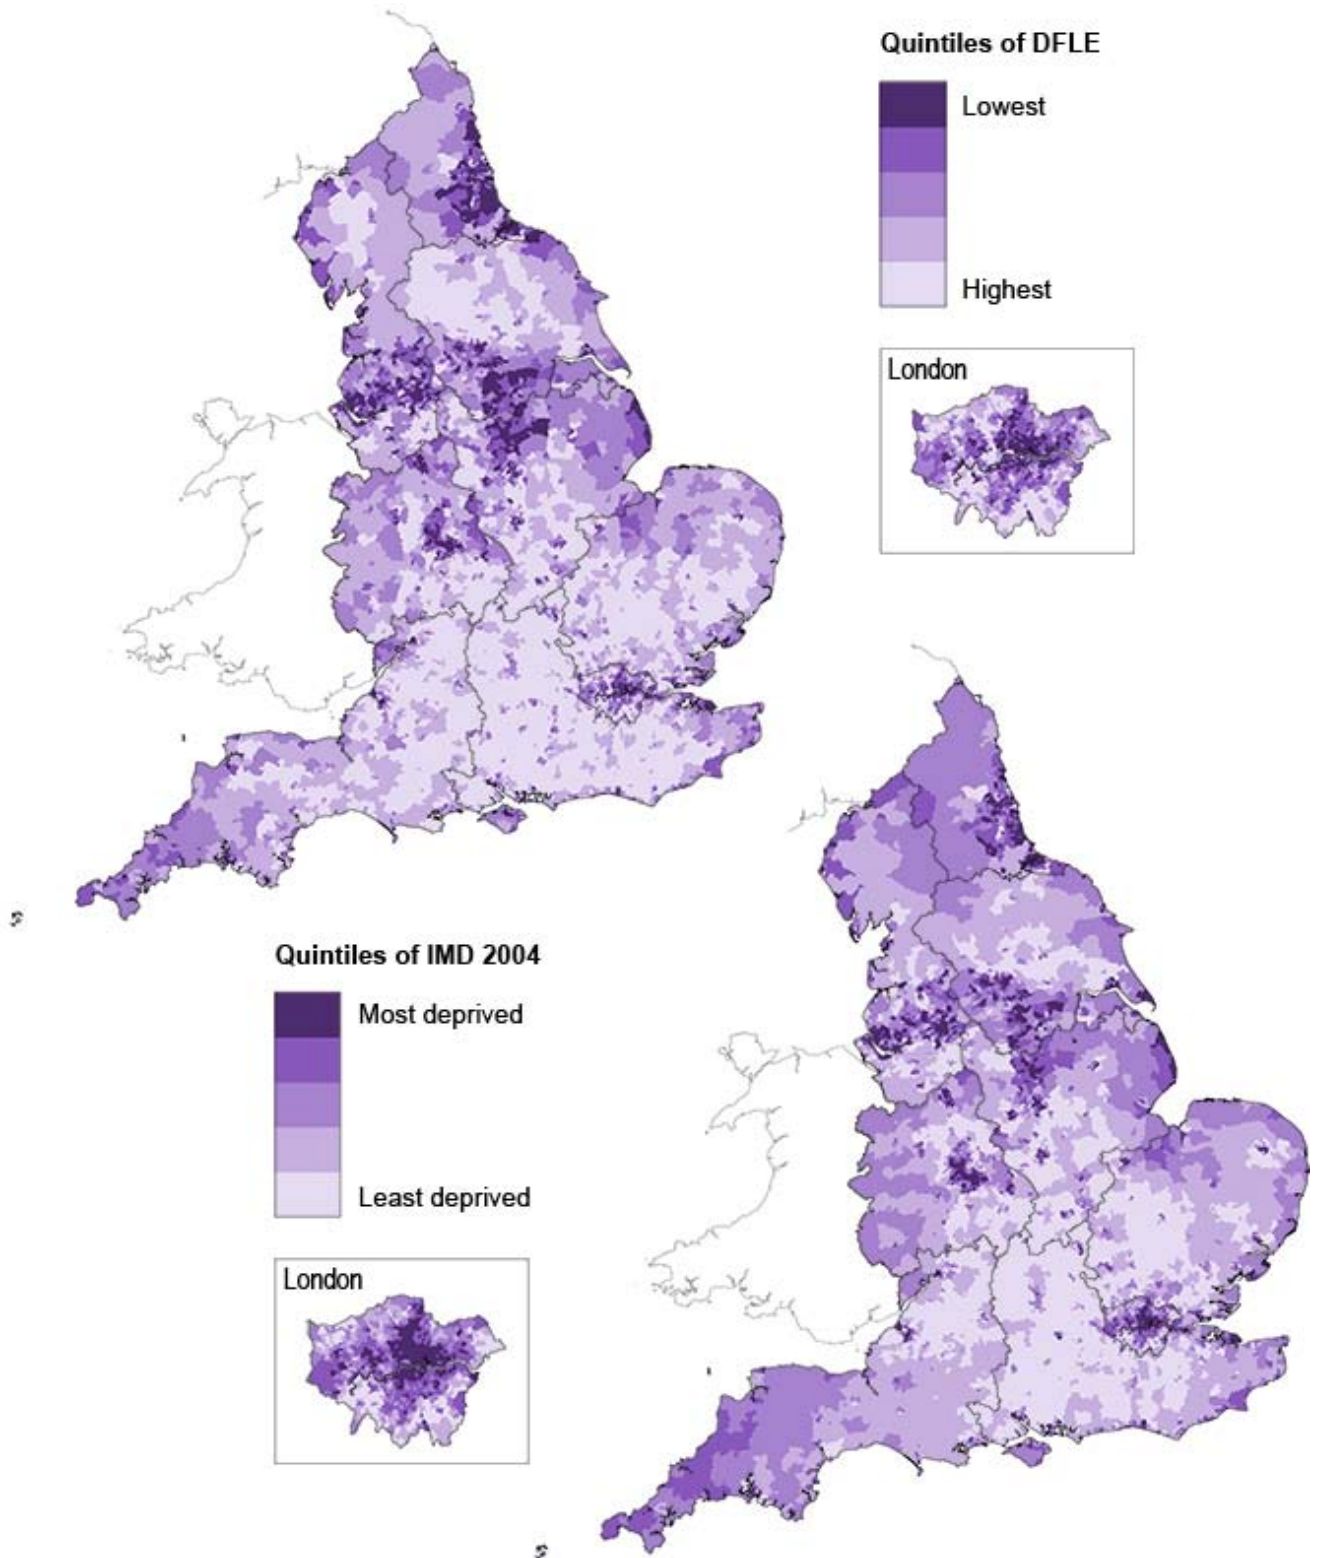 Quintiles of DFLE
Lowest
Highest
London
Quintiles of IMD 2004
Most deprived
Least deprived
London